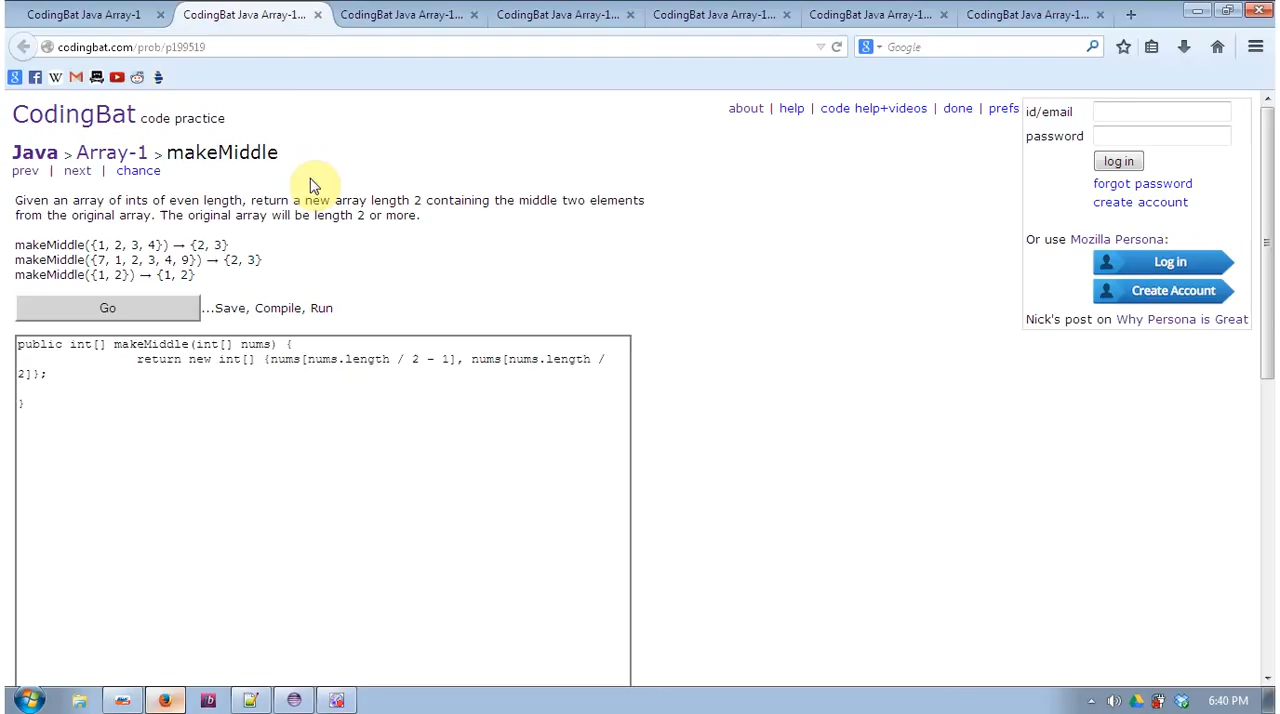 CodingBat Java Array-1
CodingBat Java Array-1...
CodingBat Java Array-1...
CodingBat Java Array-1...
CodingBat Java Array-1...
CodingBat Java Array-1...
CodingBat Java Array-1...
codingbat.com/prob/p199519
Google
CodingBat code practice
about | help | code help+videos | done | prefs
id/email
password
log in
forgot password
create account
Or use Mozilla Persona:
Log in
Create Account
Nick's post on Why Persona is Great
Java > Array-1 > makeMiddle
prev | next | chance
Given an array of ints of even length, return a new array length 2 containing the middle two elements
from the original array. The original array will be length 2 or more.
makeMiddle({1, 2, 3, 4}) → {2, 3}
makeMiddle({7, 1, 2, 3, 4, 9}) → {2, 3}
makeMiddle({1, 2}) → {1, 2}
Go ...Save, Compile, Run
public int[] makeMiddle(int[] nums) {
return new int[] {nums[nums.length / 2 - 1], nums[nums.length /
2]};
}
6:40 PM